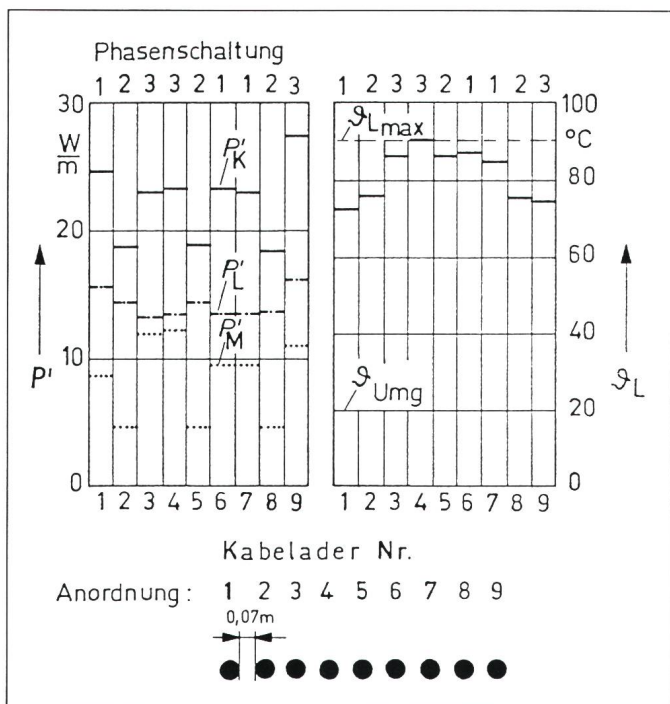 Phasenschaltung
1 2 3 3 2 1 1 2 3
1 2 3 3 2 1 1 2 3
30
W/m
20
10
0
P'
P'K
P'L
P'M
100
°C
80
60
40
20
0
ϑLmax
ϑUmg
ϑL
1 2 3 4 5 6 7 8 9
1 2 3 4 5 6 7 8 9
Kabelader Nr.
Anordnung: 1 2 3 4 5 6 7 8 9
0,07m